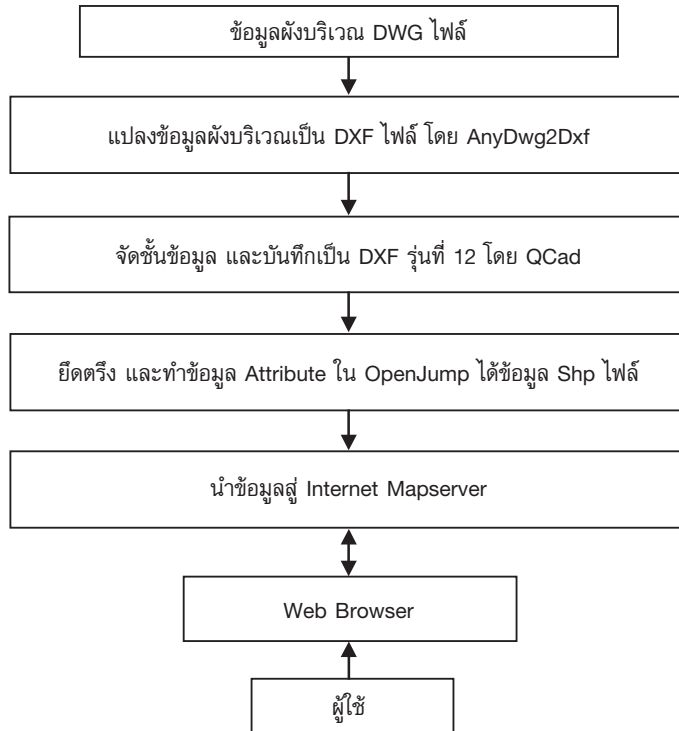 ข้อมูลผังบริเวณ DWG ไฟล์
แปลงข้อมูลผังบริเวณเป็น DXF ไฟล์ โดย AnyDwg2Dxf
จัดชั้นข้อมูล และบันทึกเป็น DXF รุ่นที่ 12 โดย QCad
ยึดตรึง และทำข้อมูล Attribute ใน OpenJump ได้ข้อมูล Shp ไฟล์
นำข้อมูลสู่ Internet Mapserver
Web Browser
ผู้ใช้